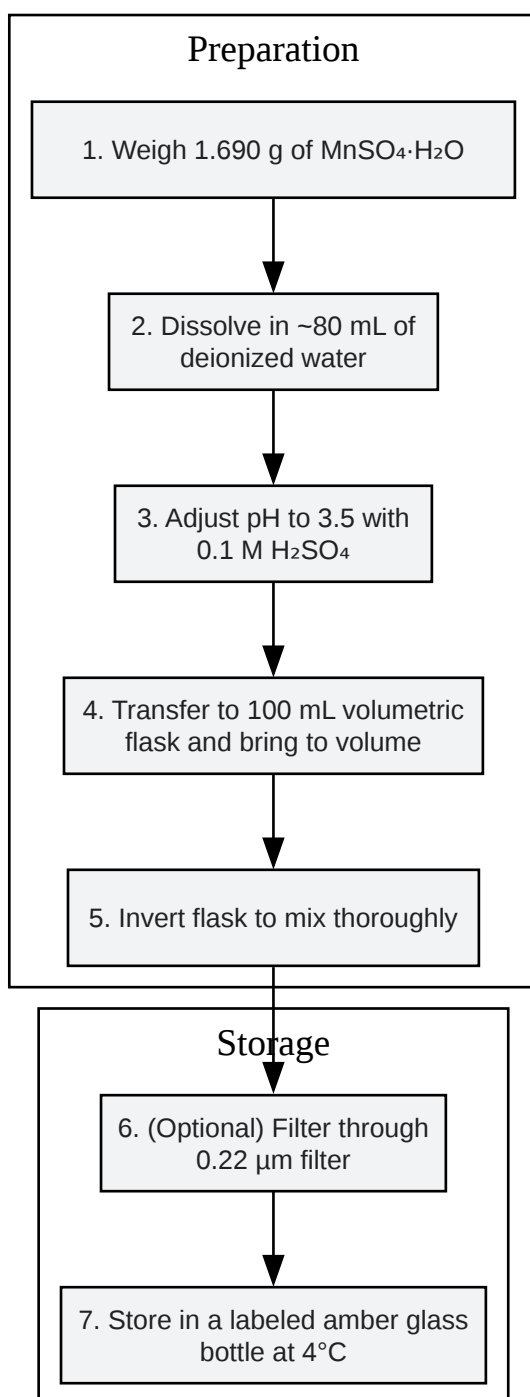 Preparation
1. Weigh 1.690 g of MnSO₄·H₂O
2. Dissolve in ~80 mL of
deionized water
3. Adjust pH to 3.5 with
0.1 M H₂SO₄
4. Transfer to 100 mL volumetric
flask and bring to volume
5. Invert flask to mix thoroughly
Storage
6. (Optional) Filter through
0.22 µm filter
7. Store in a labeled amber glass
bottle at 4°C